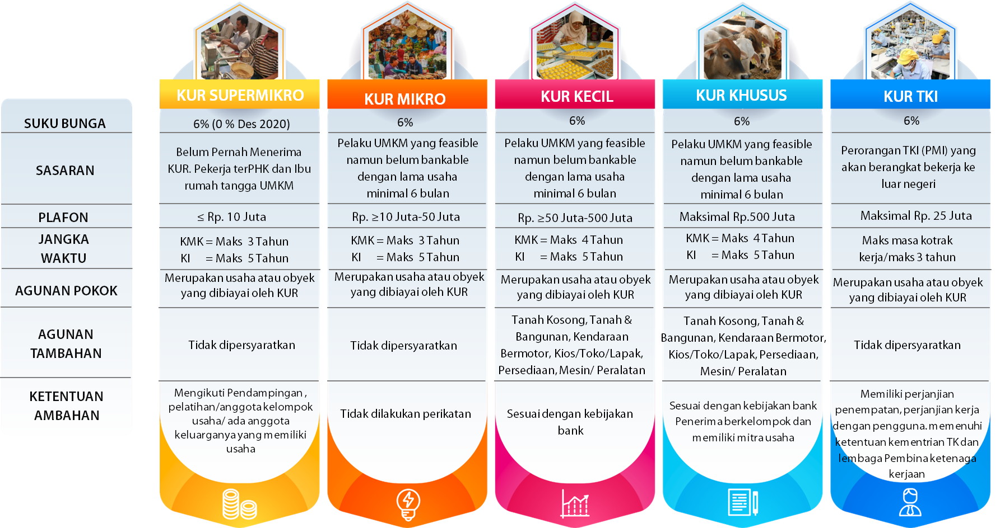 KUR SUPERMIKRO
KUR MIKRO
KUR KECIL
KUR KHUSUS
KUR TKI
SUKU BUNGA
6% (0 % Des 2020)
6%
6%
6%
6%
SASARAN
Belum Pernah Menerima
KUR. Pekerja terPHK dan Ibu
rumah tangga UMKM
Pelaku UMKM yang feasible
namun belum bankable
dengan lama usaha
minimal 6 bulan
Pelaku UMKM yang feasible
namun belum bankable
dengan lama usaha
minimal 6 bulan
Pelaku UMKM yang feasible
namun belum bankable
dengan lama usaha
minimal 6 bulan
Perorangan TKI (PMI) yang
akan berangkat bekerja ke
luar negeri
PLAFON
≤ Rp. 10 Juta
Rp. ≥10 Juta-50 Juta
Rp. ≥50 Juta-500 Juta
Maksimal Rp.500 Juta
Maksimal Rp. 25 Juta
JANGKA
WAKTU
KMK = Maks 3 Tahun
KI = Maks 5 Tahun
KMK = Maks 3 Tahun
KI = Maks 5 Tahun
KMK = Maks 4 Tahun
KI = Maks 5 Tahun
KMK = Maks 4 Tahun
KI = Maks 5 Tahun
Maks masa kotrak
kerja/maks 3 tahun
AGUNAN POKOK
Merupakan usaha atau obyek
yang dibiayai oleh KUR
Merupakan usaha atau obyek
yang dibiayai oleh KUR
Merupakan usaha atau obyek
yang dibiayai oleh KUR
Merupakan usaha atau obyek
yang dibiayai oleh KUR
Merupakan usaha atau obyek
yang dibiayai oleh KUR
AGUNAN
TAMBAHAN
Tidak dipersyaratkan
Tidak dipersyaratkan
Tanah Kosong, Tanah &
Bangunan, Kendaraan
Bermotor, Kios/Toko/Lapak,
Persediaan, Mesin/ Peralatan
Tanah Kosong, Tanah &
Bangunan, Kendaraan Bermotor,
Kios/Toko/Lapak, Persediaan,
Mesin/ Peralatan
Tidak dipersyaratkan
KETENTUAN
AMBAHAN
Mengikuti Pendampingan ,
pelatihan/anggota kelompok
usaha/ ada anggota
keluarganya yang memiliki
usaha
Tidak dilakukan perikatan
Sesuai dengan kebijakan
bank
Sesuai dengan kebijakan bank
Penerima berkelompok dan
memiliki mitra usaha
Memiliki perjanjian
penempatan, perjanjian kerja
dengan pengguna. memenuhi
ketentuan kementrian TK dan
lembaga Pembina ketenaga
kerjaan